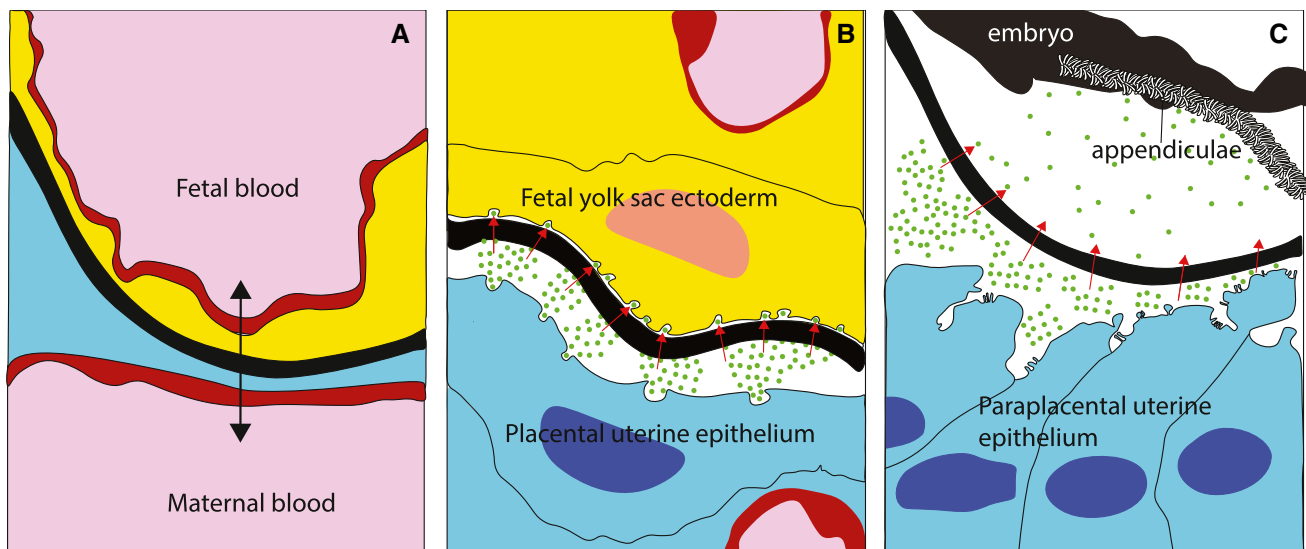 A
Fetal blood
Maternal blood
B
Fetal yolk sac ectoderm
Placental uterine epithelium
C
embryo
appendiculae
Paraplacental uterine
epithelium